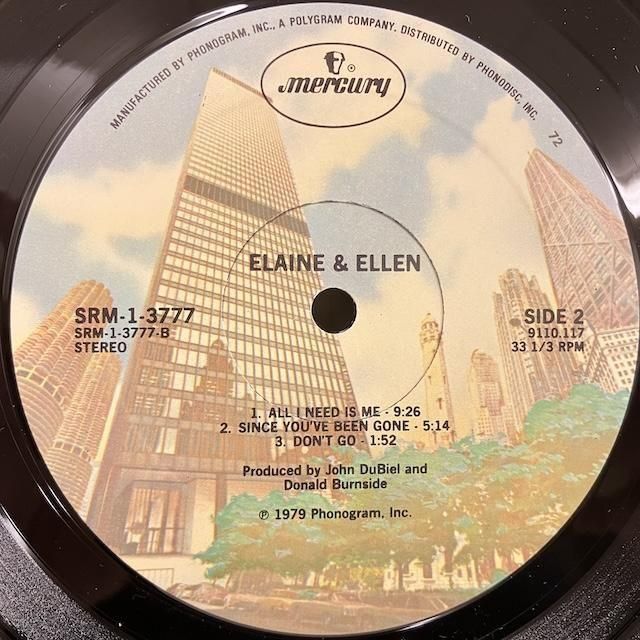 MANUFACTURED BY PHONOGRAM, INC., A POLYGRAM COMPANY. DISTRIBUTED BY PHONODISC, INC.
72
mercury
ELAINE & ELLEN
SRM-1-3777
SRM-1-3777-B
STEREO
SIDE 2
9110.117
33 1/3 RPM
1. ALL I NEED IS ME - 9:26
2. SINCE YOU'VE BEEN GONE - 5:14
3. DON'T GO - 1:52
Produced by John DuBiel and
Donald Burnside
℗ 1979 Phonogram, Inc.